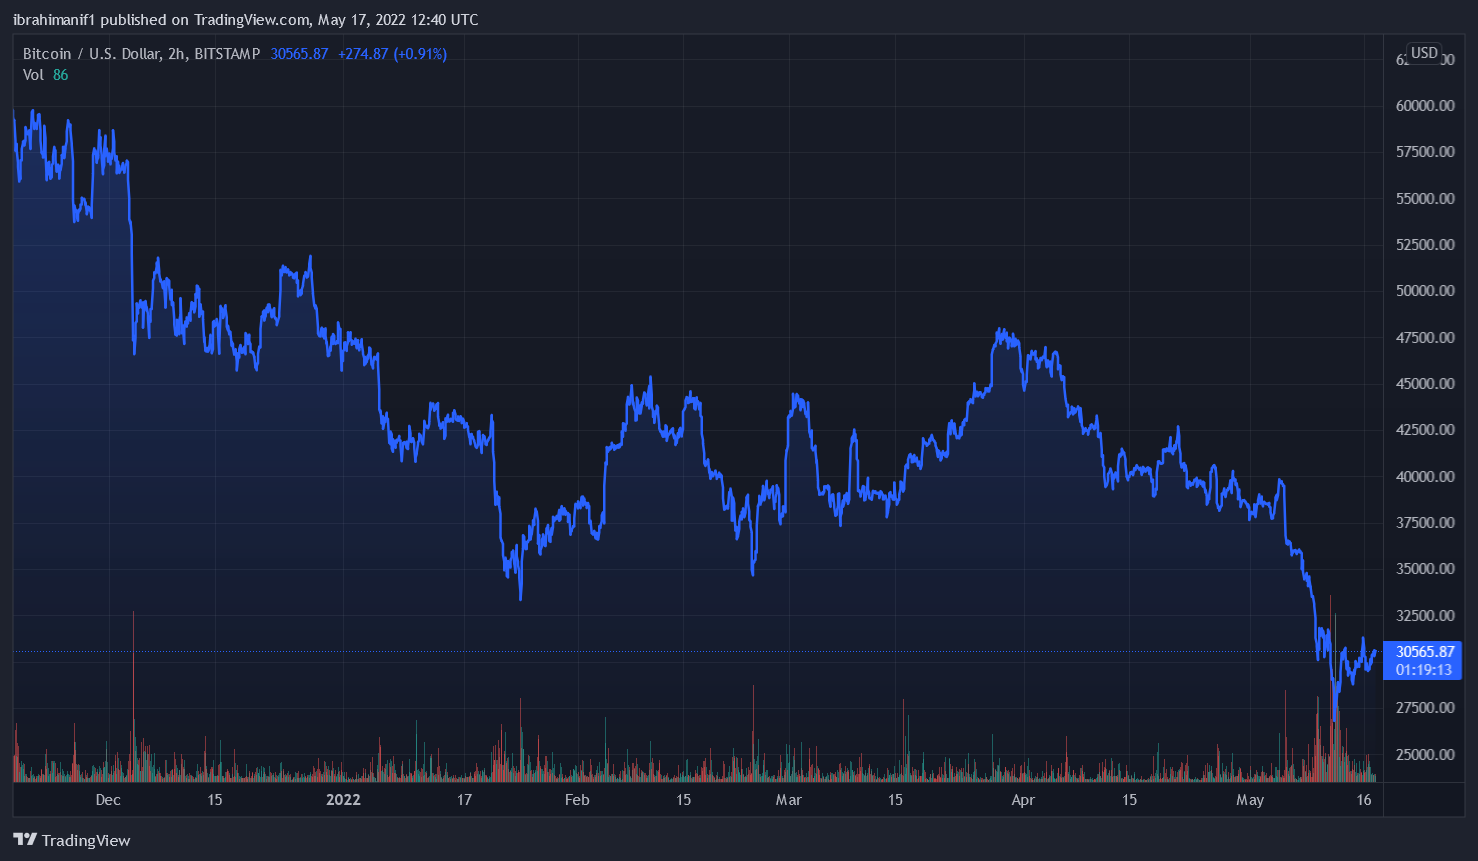 ibrahimanif1 published on TradingView.com, May 17, 2022 12:40 UTC
Bitcoin / U.S. Dollar, 2h, BITSTAMP 30565.87 +274.87 (+0.91%)
Vol 86
USD
60000.00
57500.00
55000.00
52500.00
50000.00
47500.00
45000.00
42500.00
40000.00
37500.00
35000.00
32500.00
30565.87
01:19:13
27500.00
25000.00
Dec 15 2022 17 Feb 15 Mar 15 Apr 15 May 16
TradingView